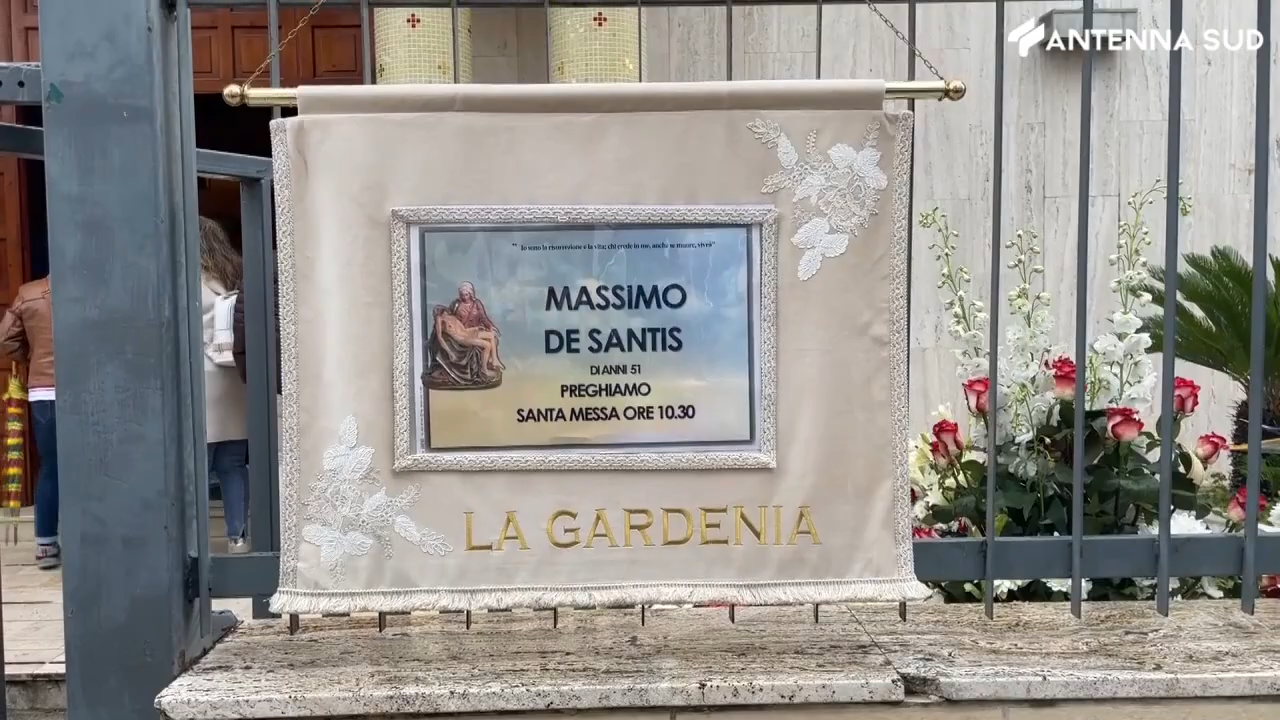 ANTENNA SUD
" Io sono la risurrezione e la vita; chi crede in me, anche se muore, vivrà"
MASSiMO
DE SANTIS
DI ANNI 51
PREGHIAMO
SANTA MESSA ORE 10.30
LA GARDENIA